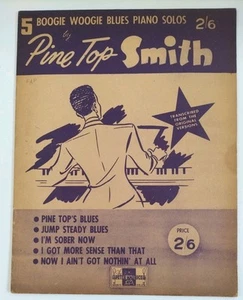 5 BOOGIE WOOGIE BLUES PIANO SOLOS 2/6
by
Pine Top Smith
TRANSCRIBED
FROM THE
ORIGINAL
VERSIONS
• PINE TOP'S BLUES
• JUMP STEADY BLUES
• I'M SOBER NOW
• I GOT MORE SENSE THAN THAT
• NOW I AIN'T GOT NOTHIN' AT ALL
PRICE
2/6